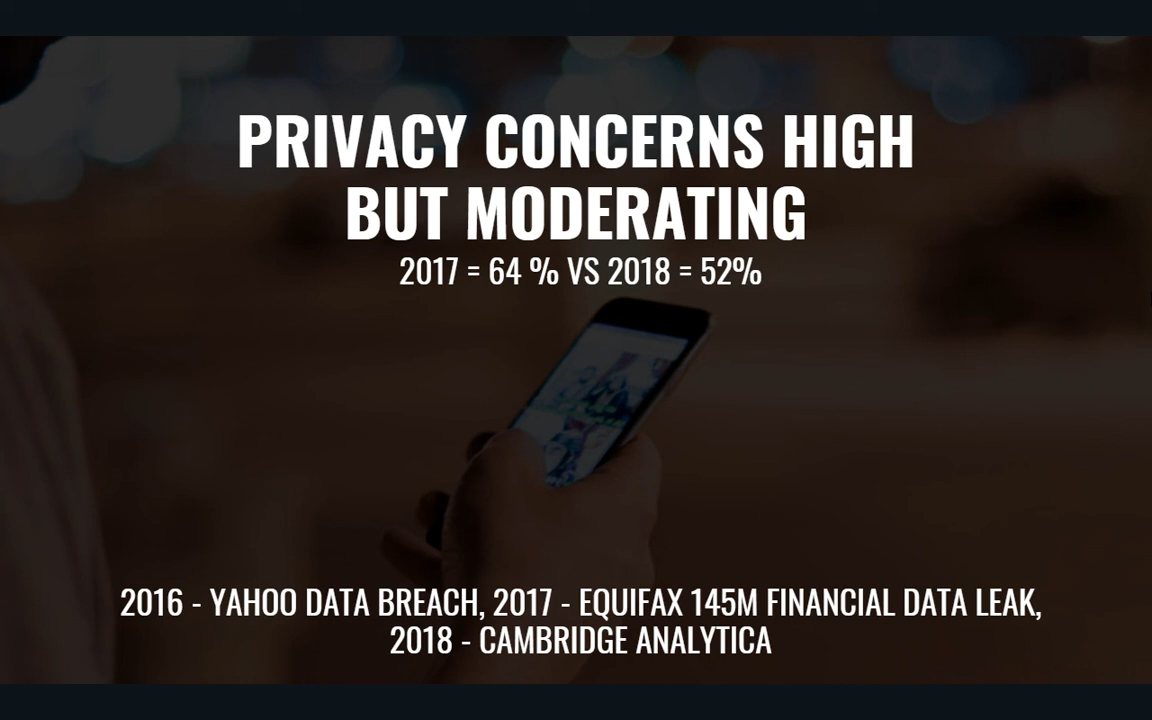 PRIVACY CONCERNS HIGH
BUT MODERATING
2017 = 64 % VS 2018 = 52%
2016 - YAHOO DATA BREACH, 2017 - EQUIFAX 145M FINANCIAL DATA LEAK,
2018 - CAMBRIDGE ANALYTICA